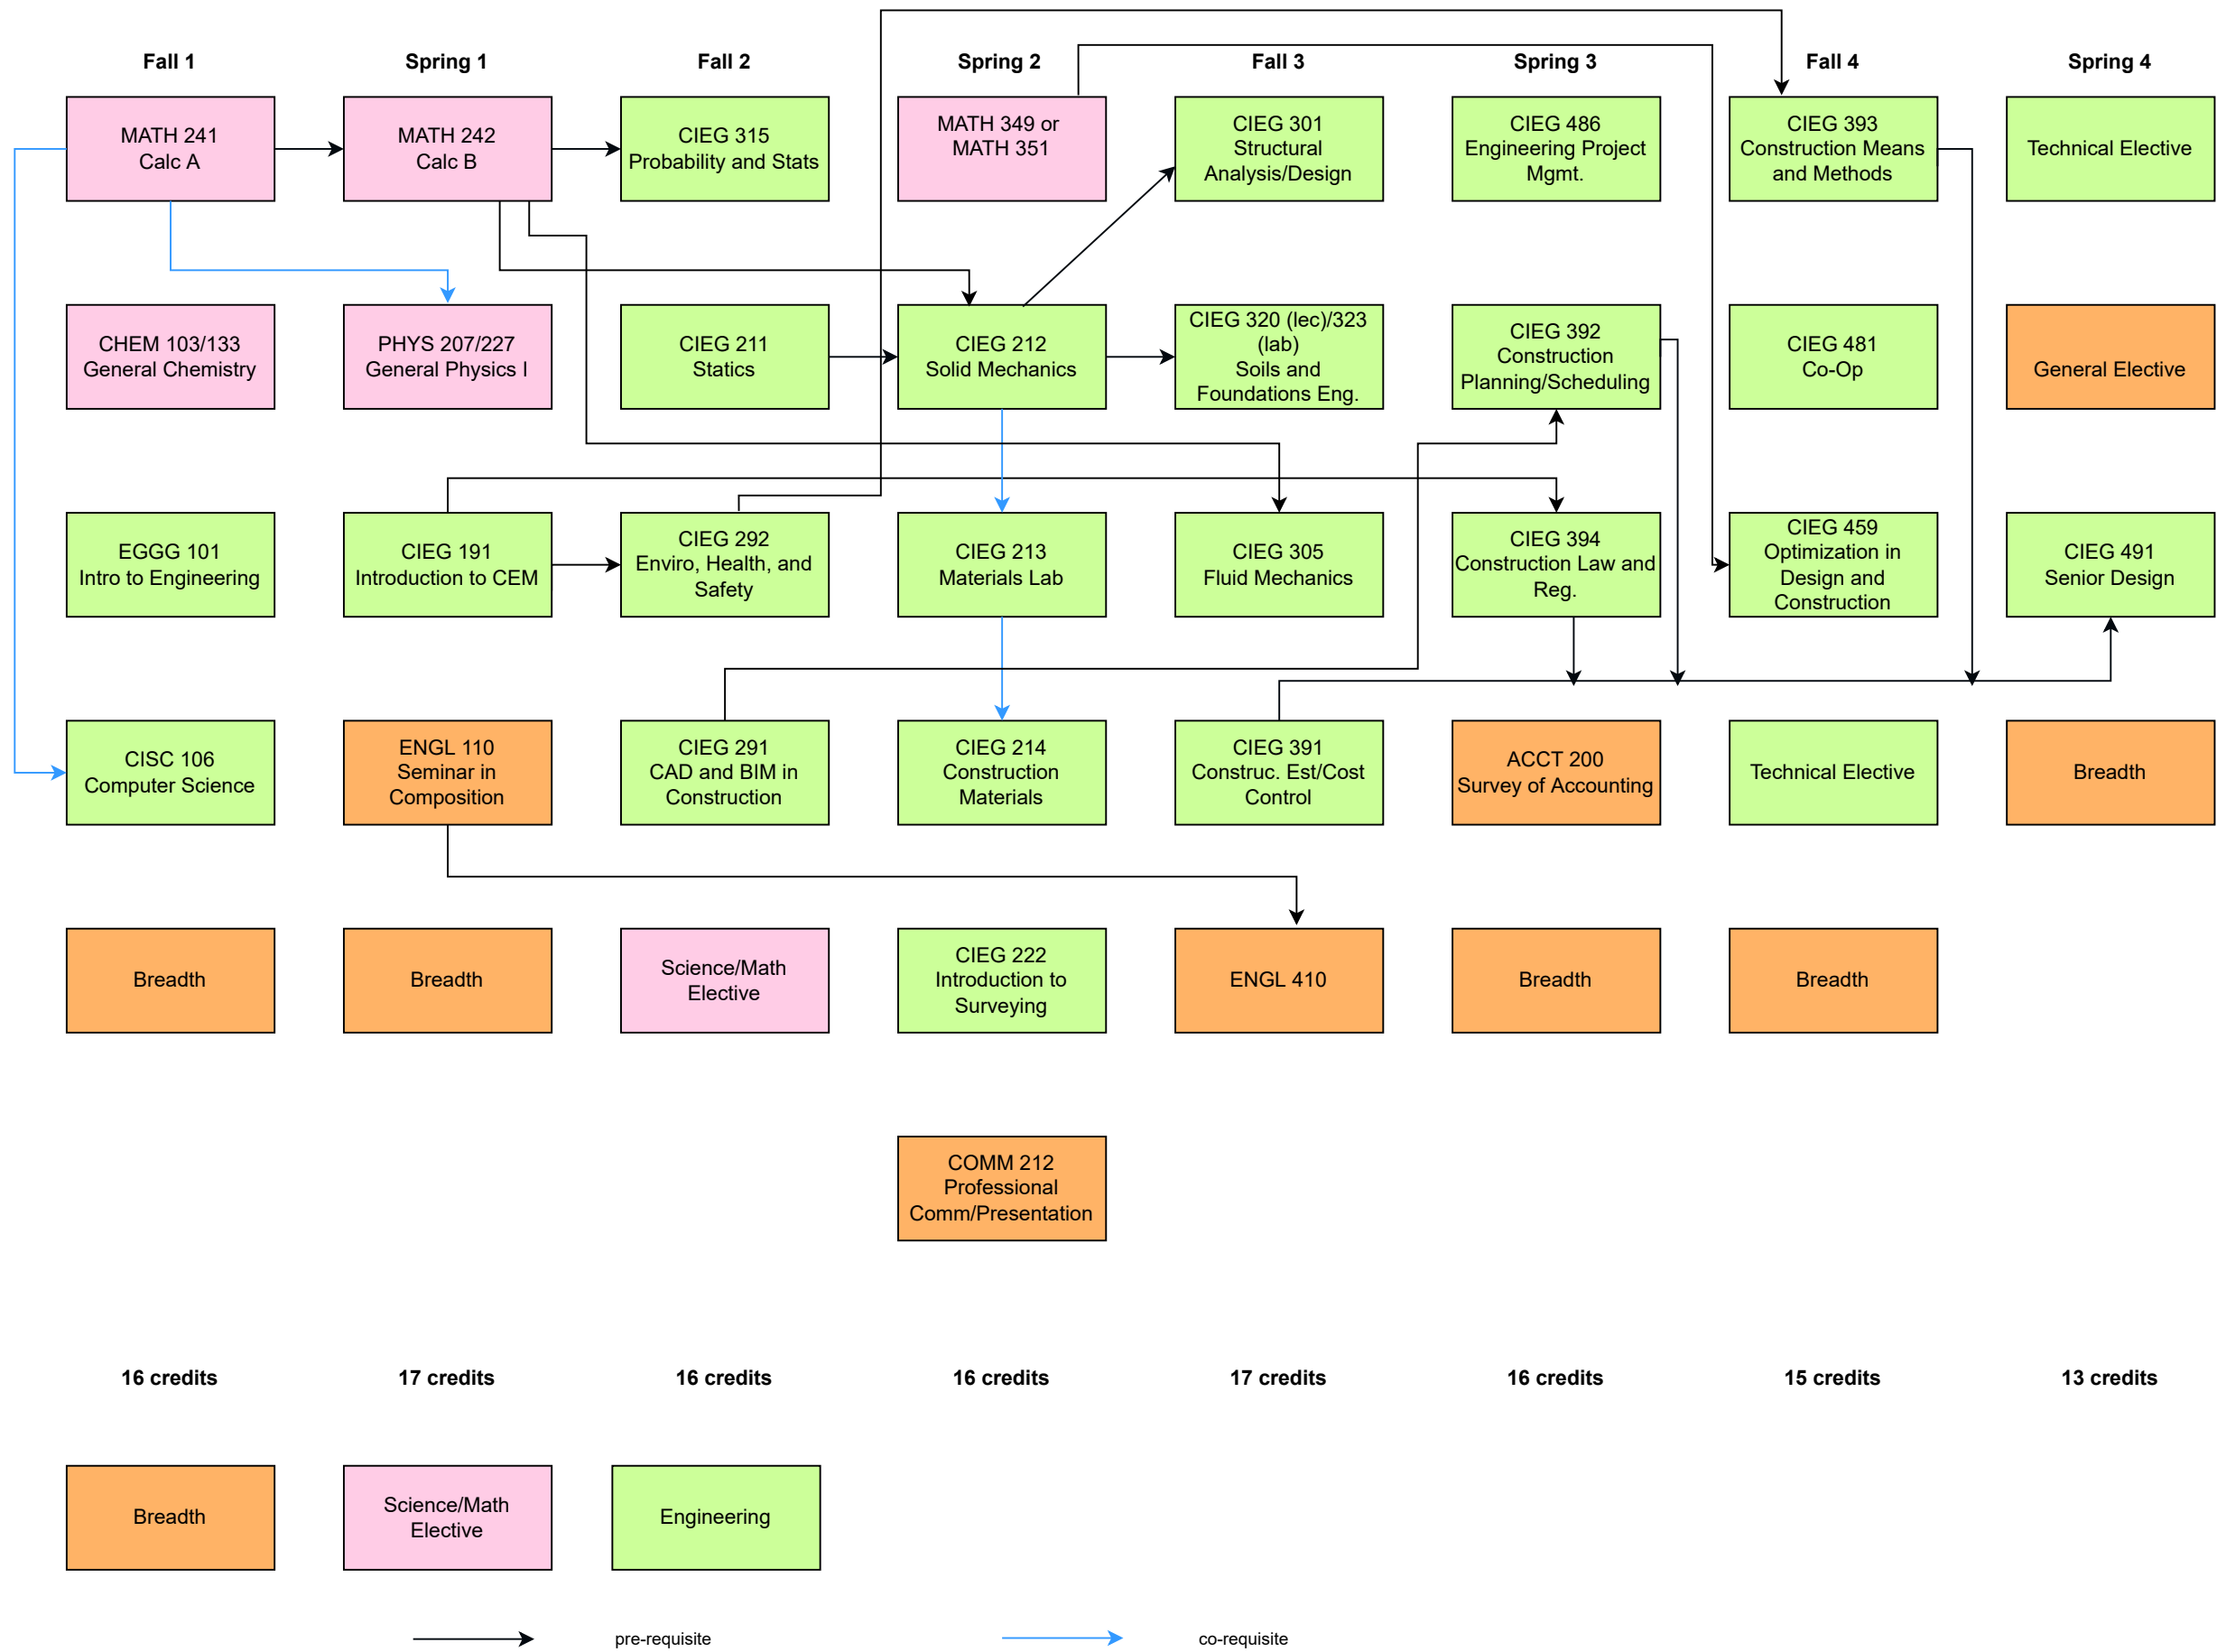 Fall 1
Spring 1
Fall 2
Spring 2
Fall 3
Spring 3
Fall 4
Spring 4
MATH 241
Calc A
MATH 242
Calc B
CIEG 315
Probability and Stats
MATH 349 or
MATH 351
CIEG 301
Structural
Analysis/Design
CIEG 486
Engineering Project
Mgmt.
CIEG 393
Construction Means
and Methods
Technical Elective
CHEM 103/133
General Chemistry
PHYS 207/227
General Physics I
CIEG 211
Statics
CIEG 212
Solid Mechanics
CIEG 320 (lec)/323
(lab)
Soils and
Foundations Eng.
CIEG 392
Construction
Planning/Scheduling
CIEG 481
Co-Op
General Elective
EGGG 101
Intro to Engineering
CIEG 191
Introduction to CEM
CIEG 292
Enviro, Health, and
Safety
CIEG 213
Materials Lab
CIEG 305
Fluid Mechanics
CIEG 394
Construction Law and
Reg.
CIEG 459
Optimization in
Design and
Construction
CIEG 491
Senior Design
CISC 106
Computer Science
ENGL 110
Seminar in
Composition
CIEG 291
CAD and BIM in
Construction
CIEG 214
Construction
Materials
CIEG 391
Construc. Est/Cost
Control
ACCT 200
Survey of Accounting
Technical Elective
Breadth
Breadth
Breadth
Science/Math
Elective
CIEG 222
Introduction to
Surveying
ENGL 410
Breadth
Breadth
COMM 212
Professional
Comm/Presentation
16 credits
17 credits
16 credits
16 credits
17 credits
16 credits
15 credits
13 credits
Breadth
Science/Math
Elective
Engineering
pre-requisite
co-requisite